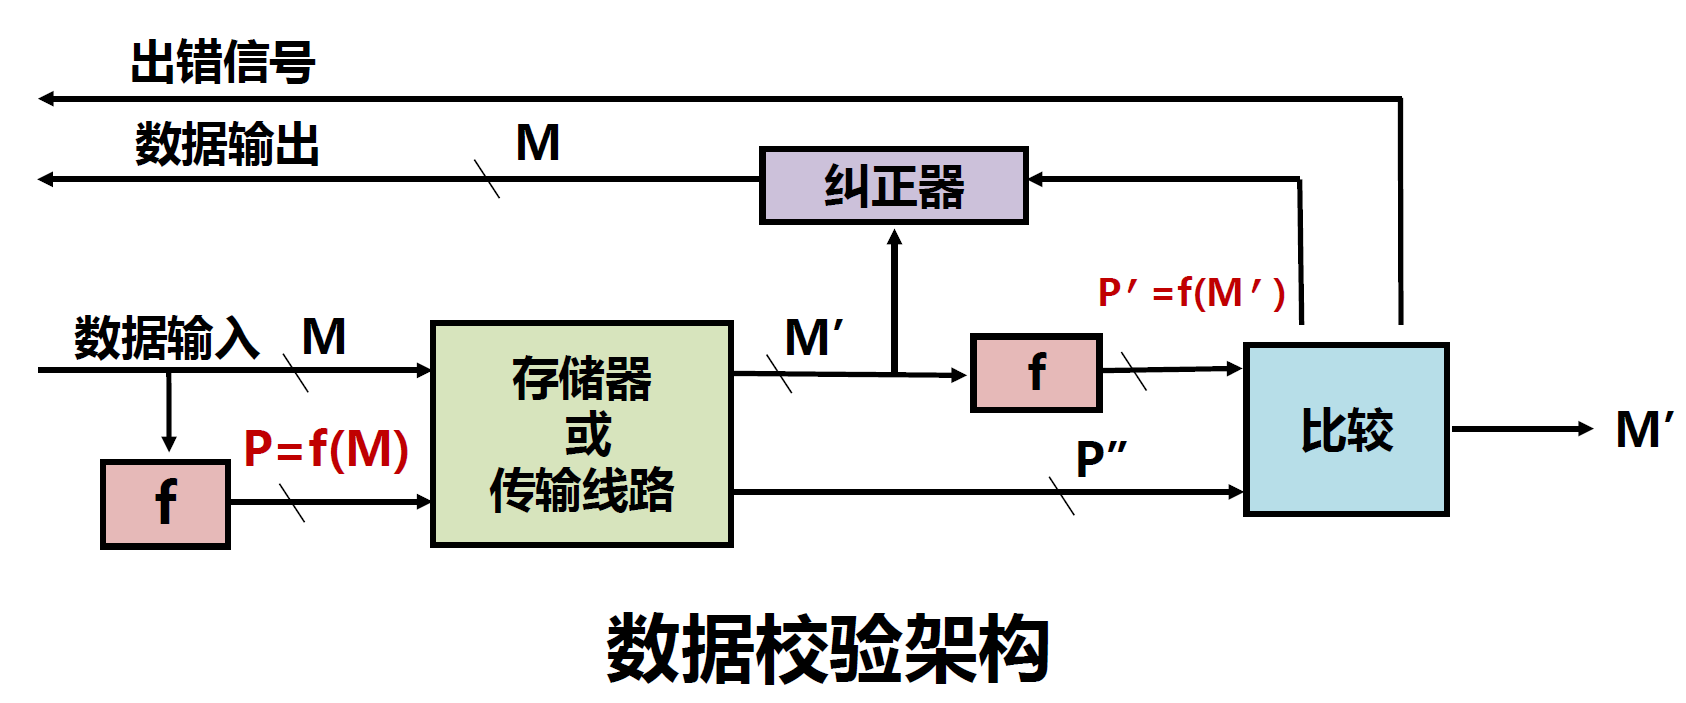 出错信号
数据输出
M
纠正器
P′=f(M′)
数据输入
M
存储器
或
传输线路
M′
f
比较
M′
P=f(M)
f
P″
数据校验架构